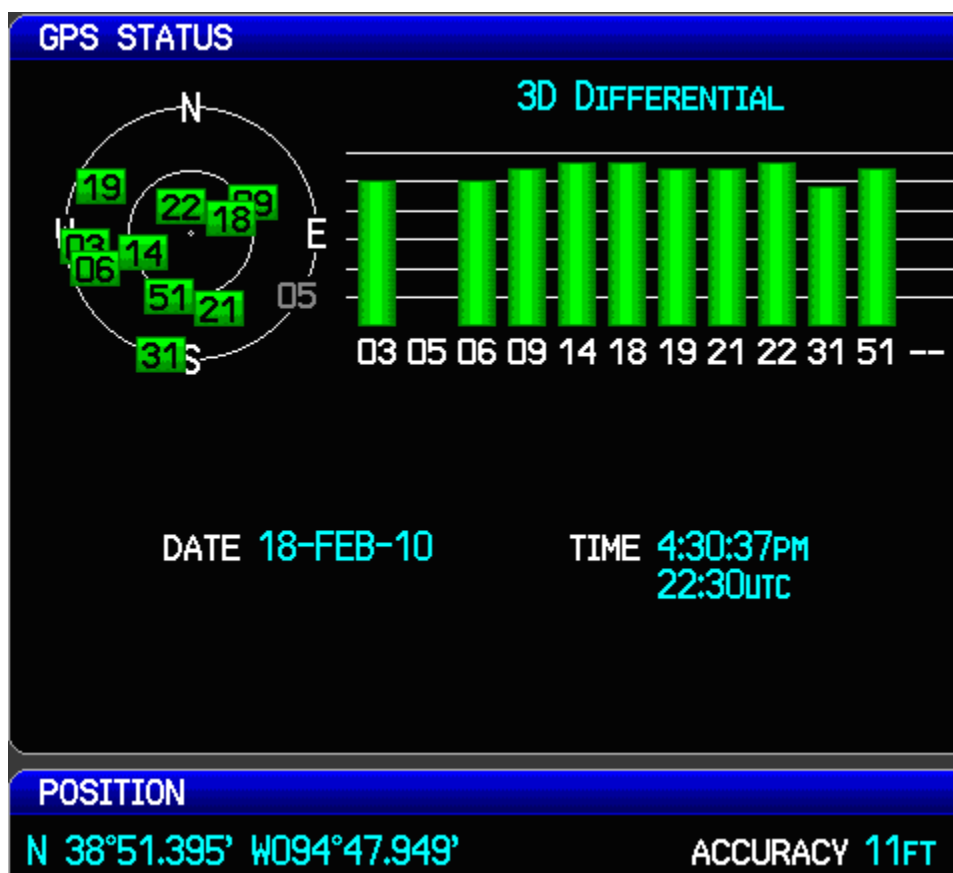 GPS STATUS
3D DIFFERENTIAL
N
19
22
09
18
E
03
14
06
51
21
05
31
S
03 05 06 09 14 18 19 21 22 31 51 --
DATE 18-FEB-10
TIME 4:30:37PM
22:30UTC
POSITION
N 38°51.395' W094°47.949'
ACCURACY 11FT